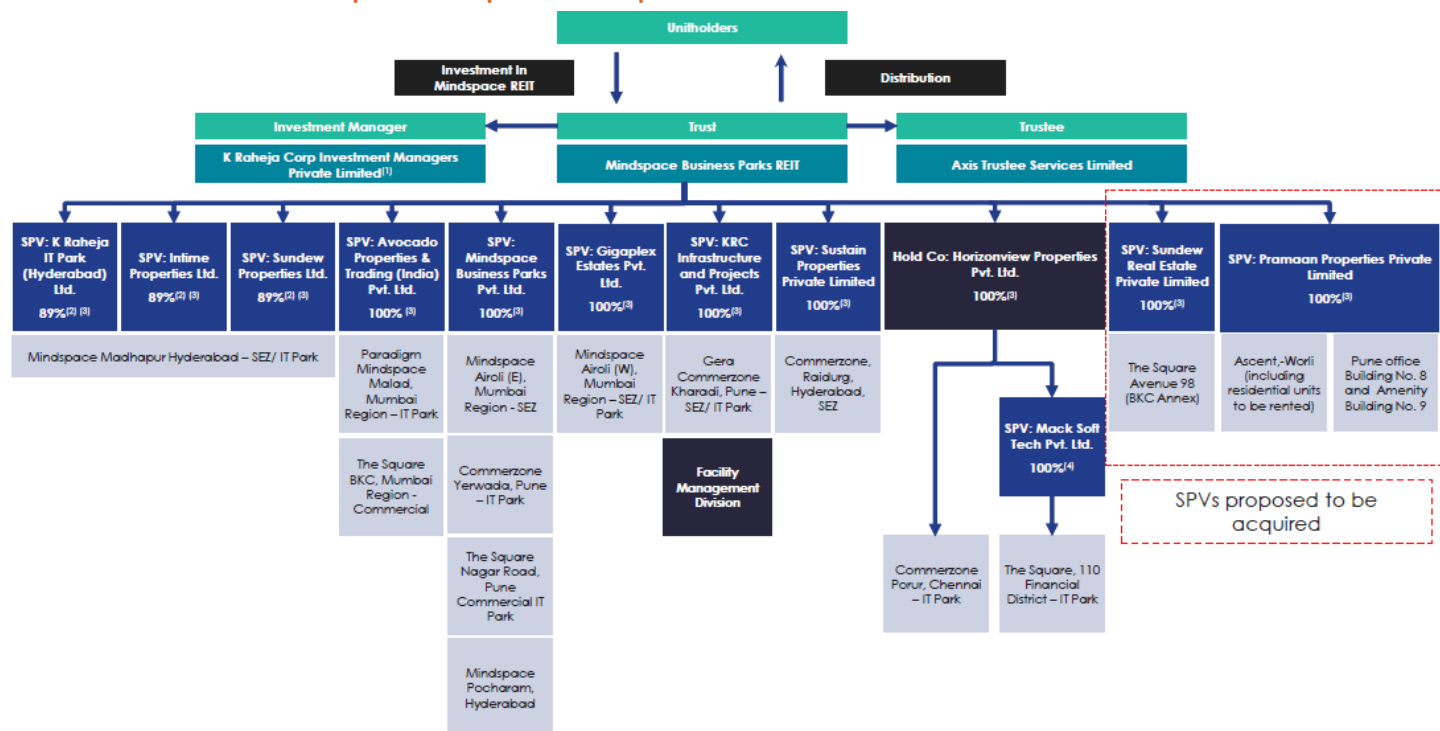 Unitholders
Investment In
Mindspace REIT
Distribution
Investment Manager
Trust
Trustee
K Raheja Corp Investment Managers
Private Limited(1)
Mindspace Business Parks REIT
Axis Trustee Services Limited
SPV: K Raheja
IT Park
(Hyderabad)
Ltd.
89%(2) (3)
SPV: Intime
Properties Ltd.
89%(2) (3)
SPV: Sundew
Properties Ltd.
89%(2) (3)
SPV: Avocado
Properties &
Trading (India)
Pvt. Ltd.
100% (3)
SPV:
Mindspace
Business Parks
Pvt. Ltd.
100%(3)
SPV: Gigaplex
Estates Pvt.
Ltd.
100%(3)
SPV: KRC
Infrastructure
and Projects
Pvt. Ltd.
100%(3)
SPV: Sustain
Properties
Private Limited
100%(3)
Hold Co: Horizonview Properties
Pvt. Ltd.
100%(3)
SPV: Sundew
Real Estate
Private Limited
100%(3)
SPV: Pramaan Properties Private
Limited
100%(3)
Mindspace Madhapur Hyderabad – SEZ/ IT Park
Paradigm
Mindspace
Malad,
Mumbai
Region – IT Park
Mindspace
Airoli (E),
Mumbai
Region - SEZ
Mindspace
Airoli (W),
Mumbai
Region – SEZ/ IT
Park
Gera
Commerzone
Kharadi, Pune –
SEZ/ IT Park
Commerzone,
Raidurg,
Hyderabad,
SEZ
The Square
Avenue 98
(BKC Annex)
Ascent,-Worli
(including
residential units
to be rented)
Pune office
Building No. 8
and Amenity
Building No. 9
SPV: Mack Soft
Tech Pvt. Ltd.
100%(4)
The Square
BKC, Mumbai
Region -
Commercial
Commerzone
Yerwada, Pune
– IT Park
Facility
Management
Division
SPVs proposed to be
acquired
The Square
Nagar Road,
Pune
Commercial IT
Park
Commerzone
Porur, Chennai
– IT Park
The Square, 110
Financial
District – IT Park
Mindspace
Pocharam,
Hyderabad